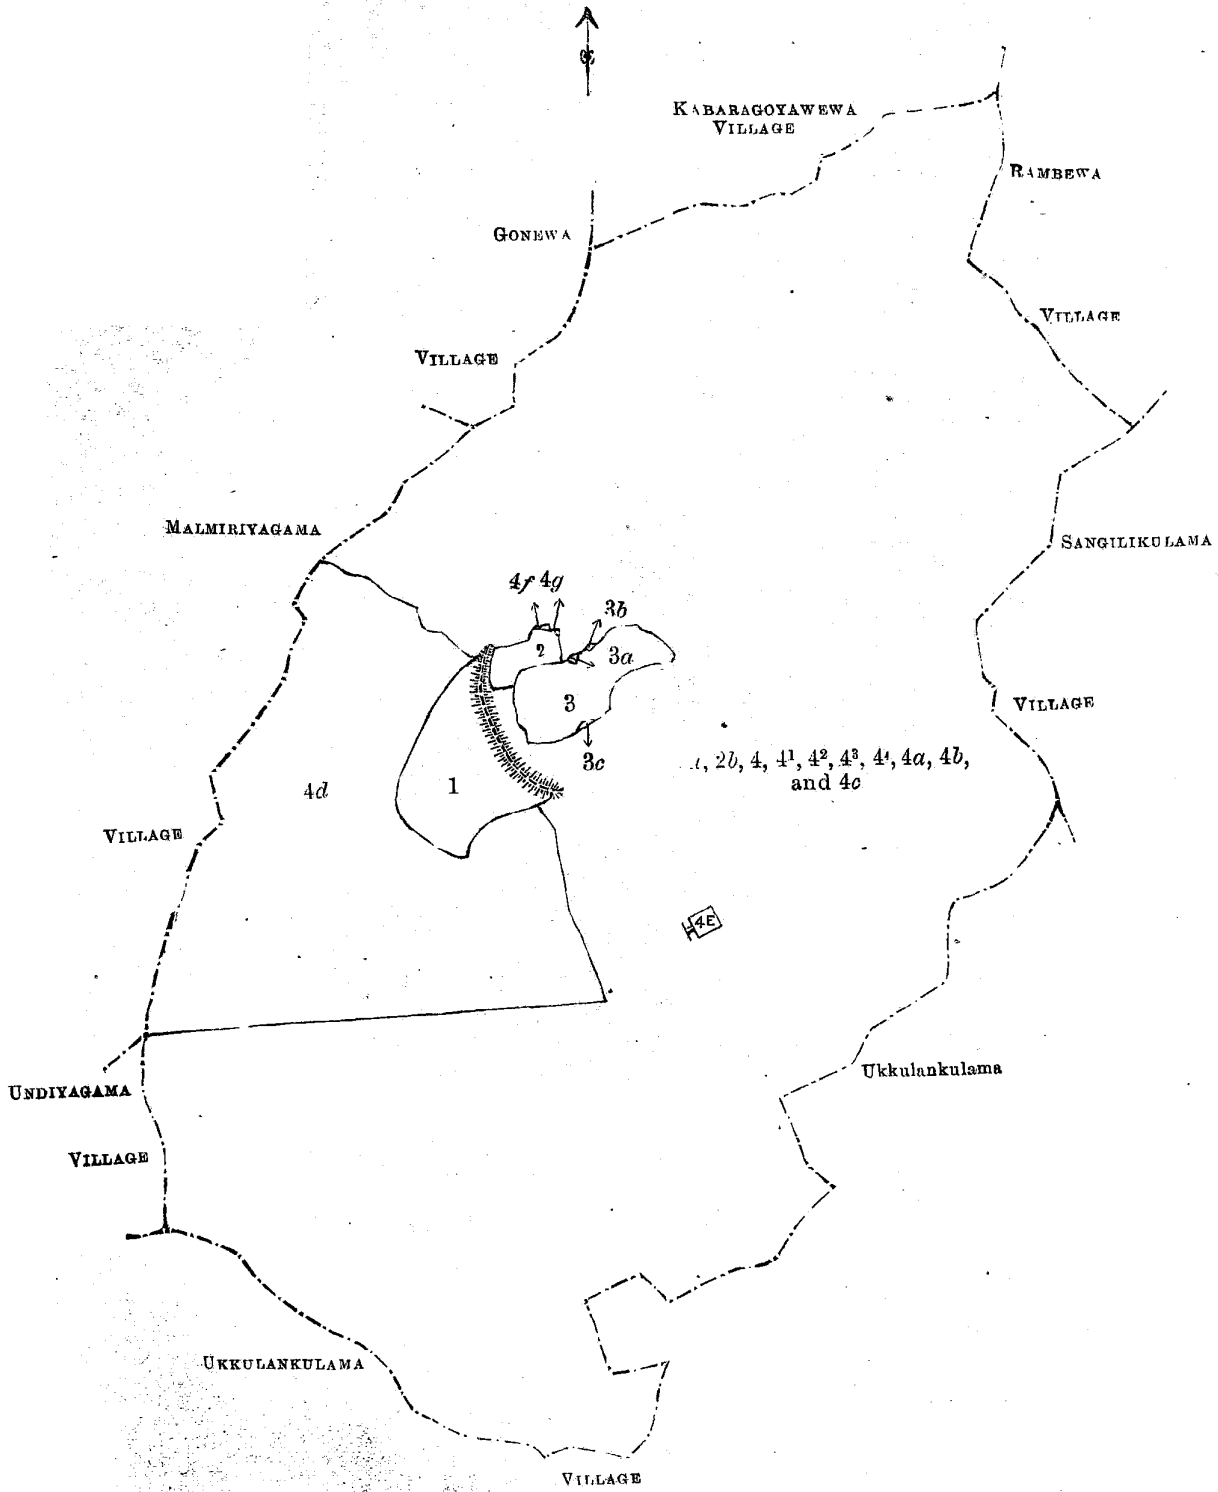 KABARAGOYAWEWA
VILLAGE
RAMBEWA
GONEWA
VILLAGE
VILLAGE
MALMIRIYAGAMA
SANGILIKULAMA
4f 4g
3b
2
3a
3
VILLAGE
3c
2b, 4, 4¹, 4², 4³, 4⁴, 4a, 4b,
and 4c
4d
1
VILLAGE
4E
Ukkulankulama
UNDIYAGAMA
VILLAGE
UKKULANKULAMA
VILLAGE